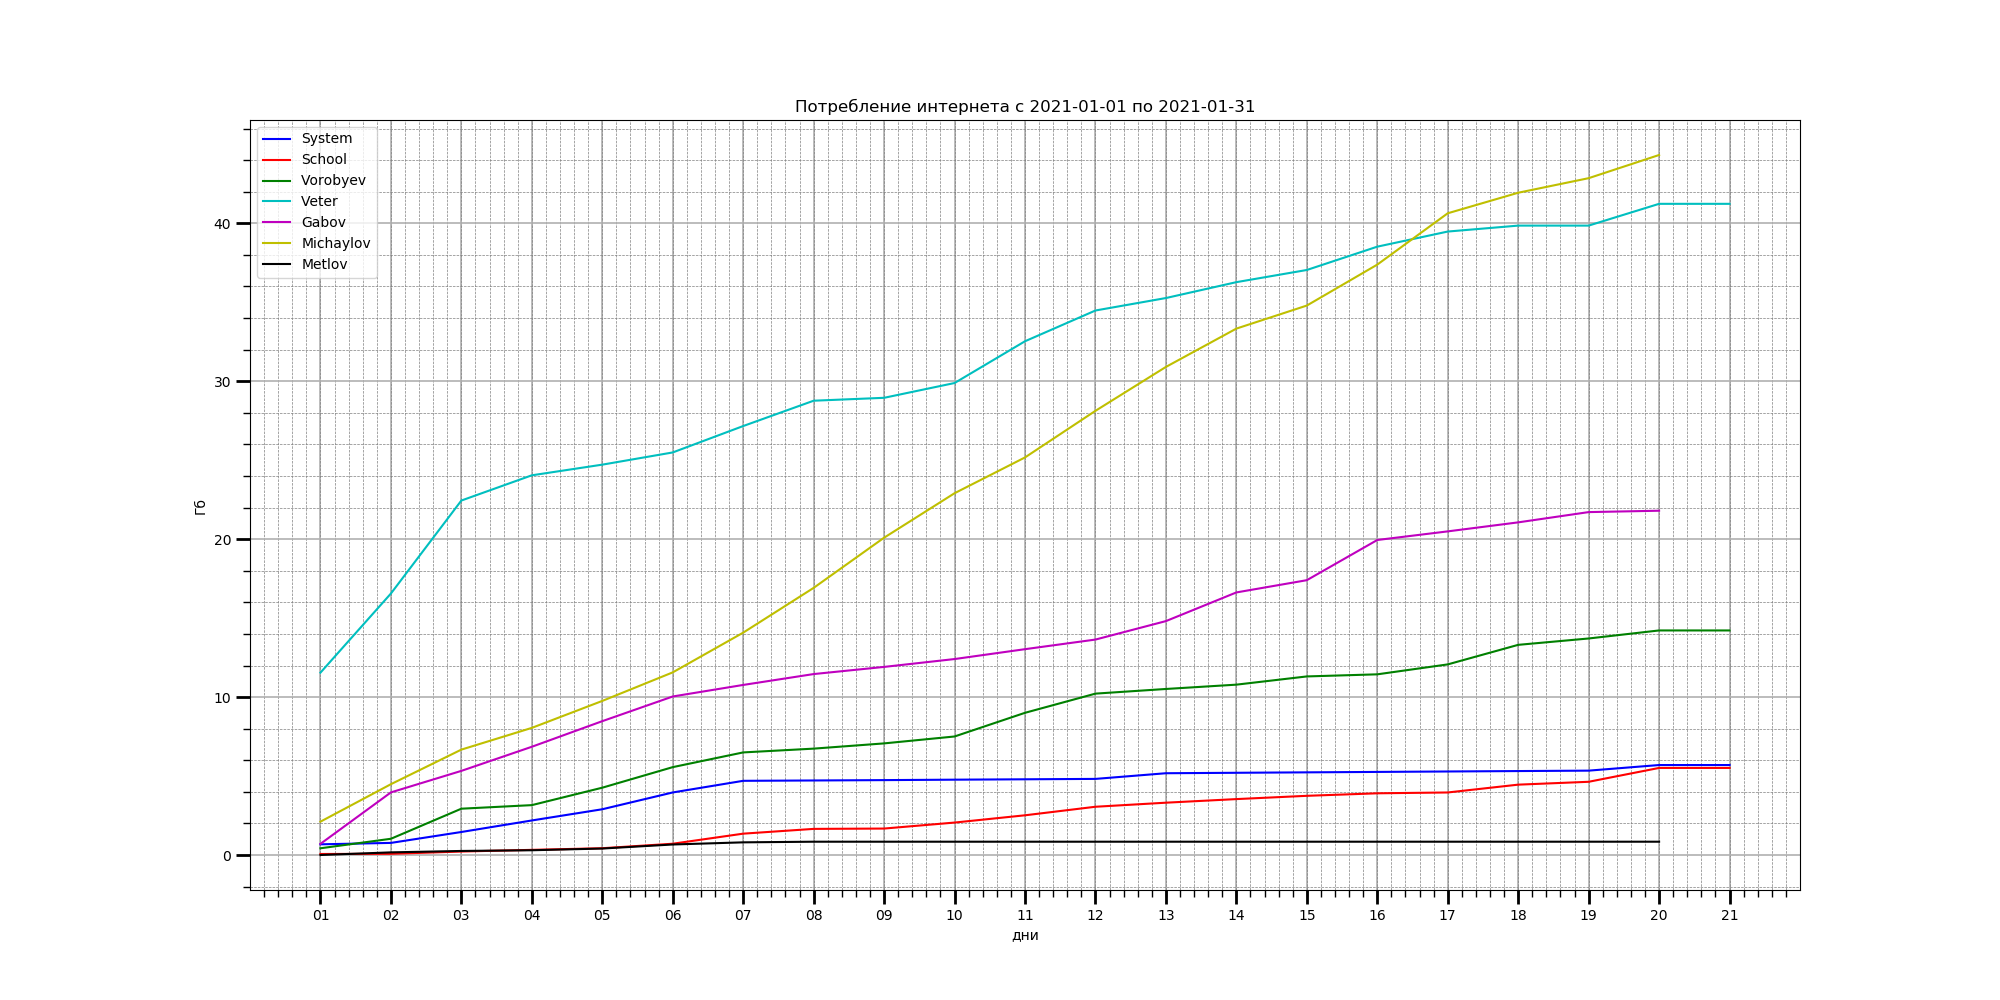 Потребление интернета с 2021-01-01 по 2021-01-31
System
School
Vorobyev
Veter
Gabov
Michaylov
Metlov
40
30
20
10
0
Гб
01 02 03 04 05 06 07 08 09 10 11 12 13 14 15 16 17 18 19 20 21
дни